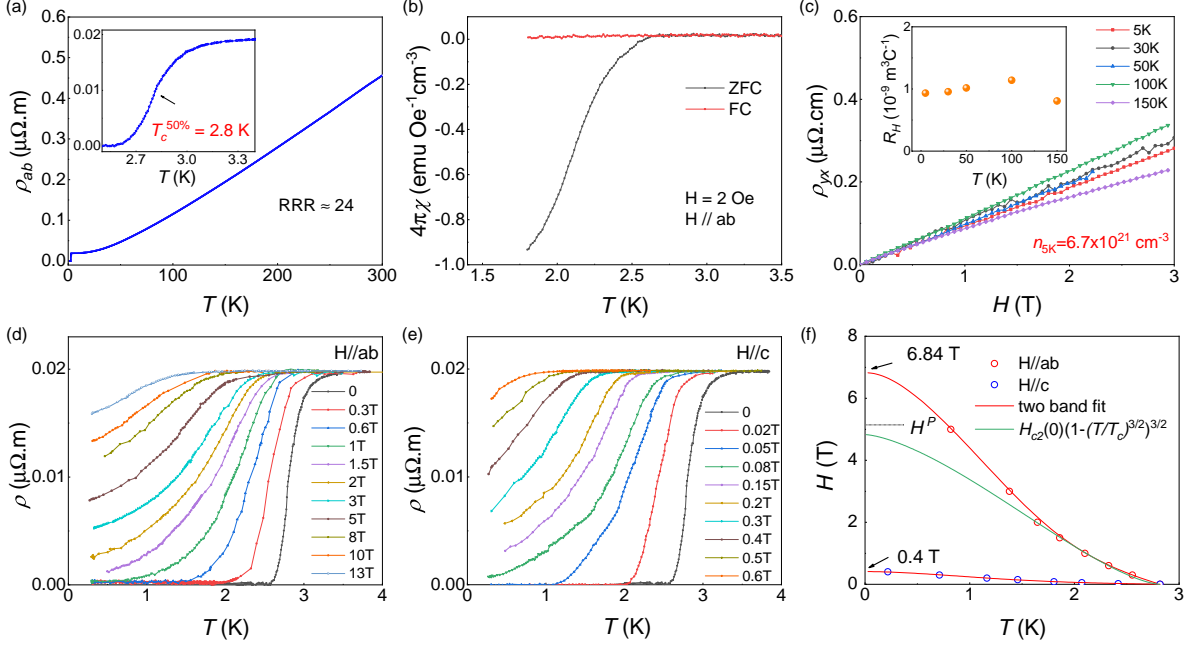 (a)
0.6
0.5
0.4
0.3
0.2
0.1
0.0
ρab (μΩ.m)
0.02
0.01
0.00
2.7
3.0
3.3
T (K)
Tc50% = 2.8 K
RRR ≈ 24
0
100
200
300
T (K)
(b)
0.0
-0.2
-0.4
-0.6
-0.8
-1.0
4πχ (emu Oe-1cm-3)
ZFC
FC
H = 2 Oe
H // ab
1.5
2.0
2.5
3.0
3.5
T (K)
(c)
0.6
0.4
0.2
0.0
ρyx (μΩ.cm)
2
1
0
RH (10-9 m3C-1)
0
50
100
150
T (K)
5K
30K
50K
100K
150K
n5K=6.7x1021 cm-3
0
1
2
3
H (T)
(d)
0.02
0.01
0.00
ρ (μΩ.m)
H//ab
0
0.3T
0.6T
1T
1.5T
2T
3T
5T
8T
10T
13T
0
1
2
3
4
T (K)
(e)
0.02
0.01
0.00
ρ (μΩ.m)
H//c
0
0.02T
0.05T
0.08T
0.15T
0.2T
0.3T
0.4T
0.5T
0.6T
0
1
2
3
4
T (K)
(f)
8
6
4
2
0
H (T)
6.84 T
HP
0.4 T
H//ab
H//c
two band fit
Hc2(0)(1-(T/Tc)3/2)3/2
0
1
2
3
T (K)